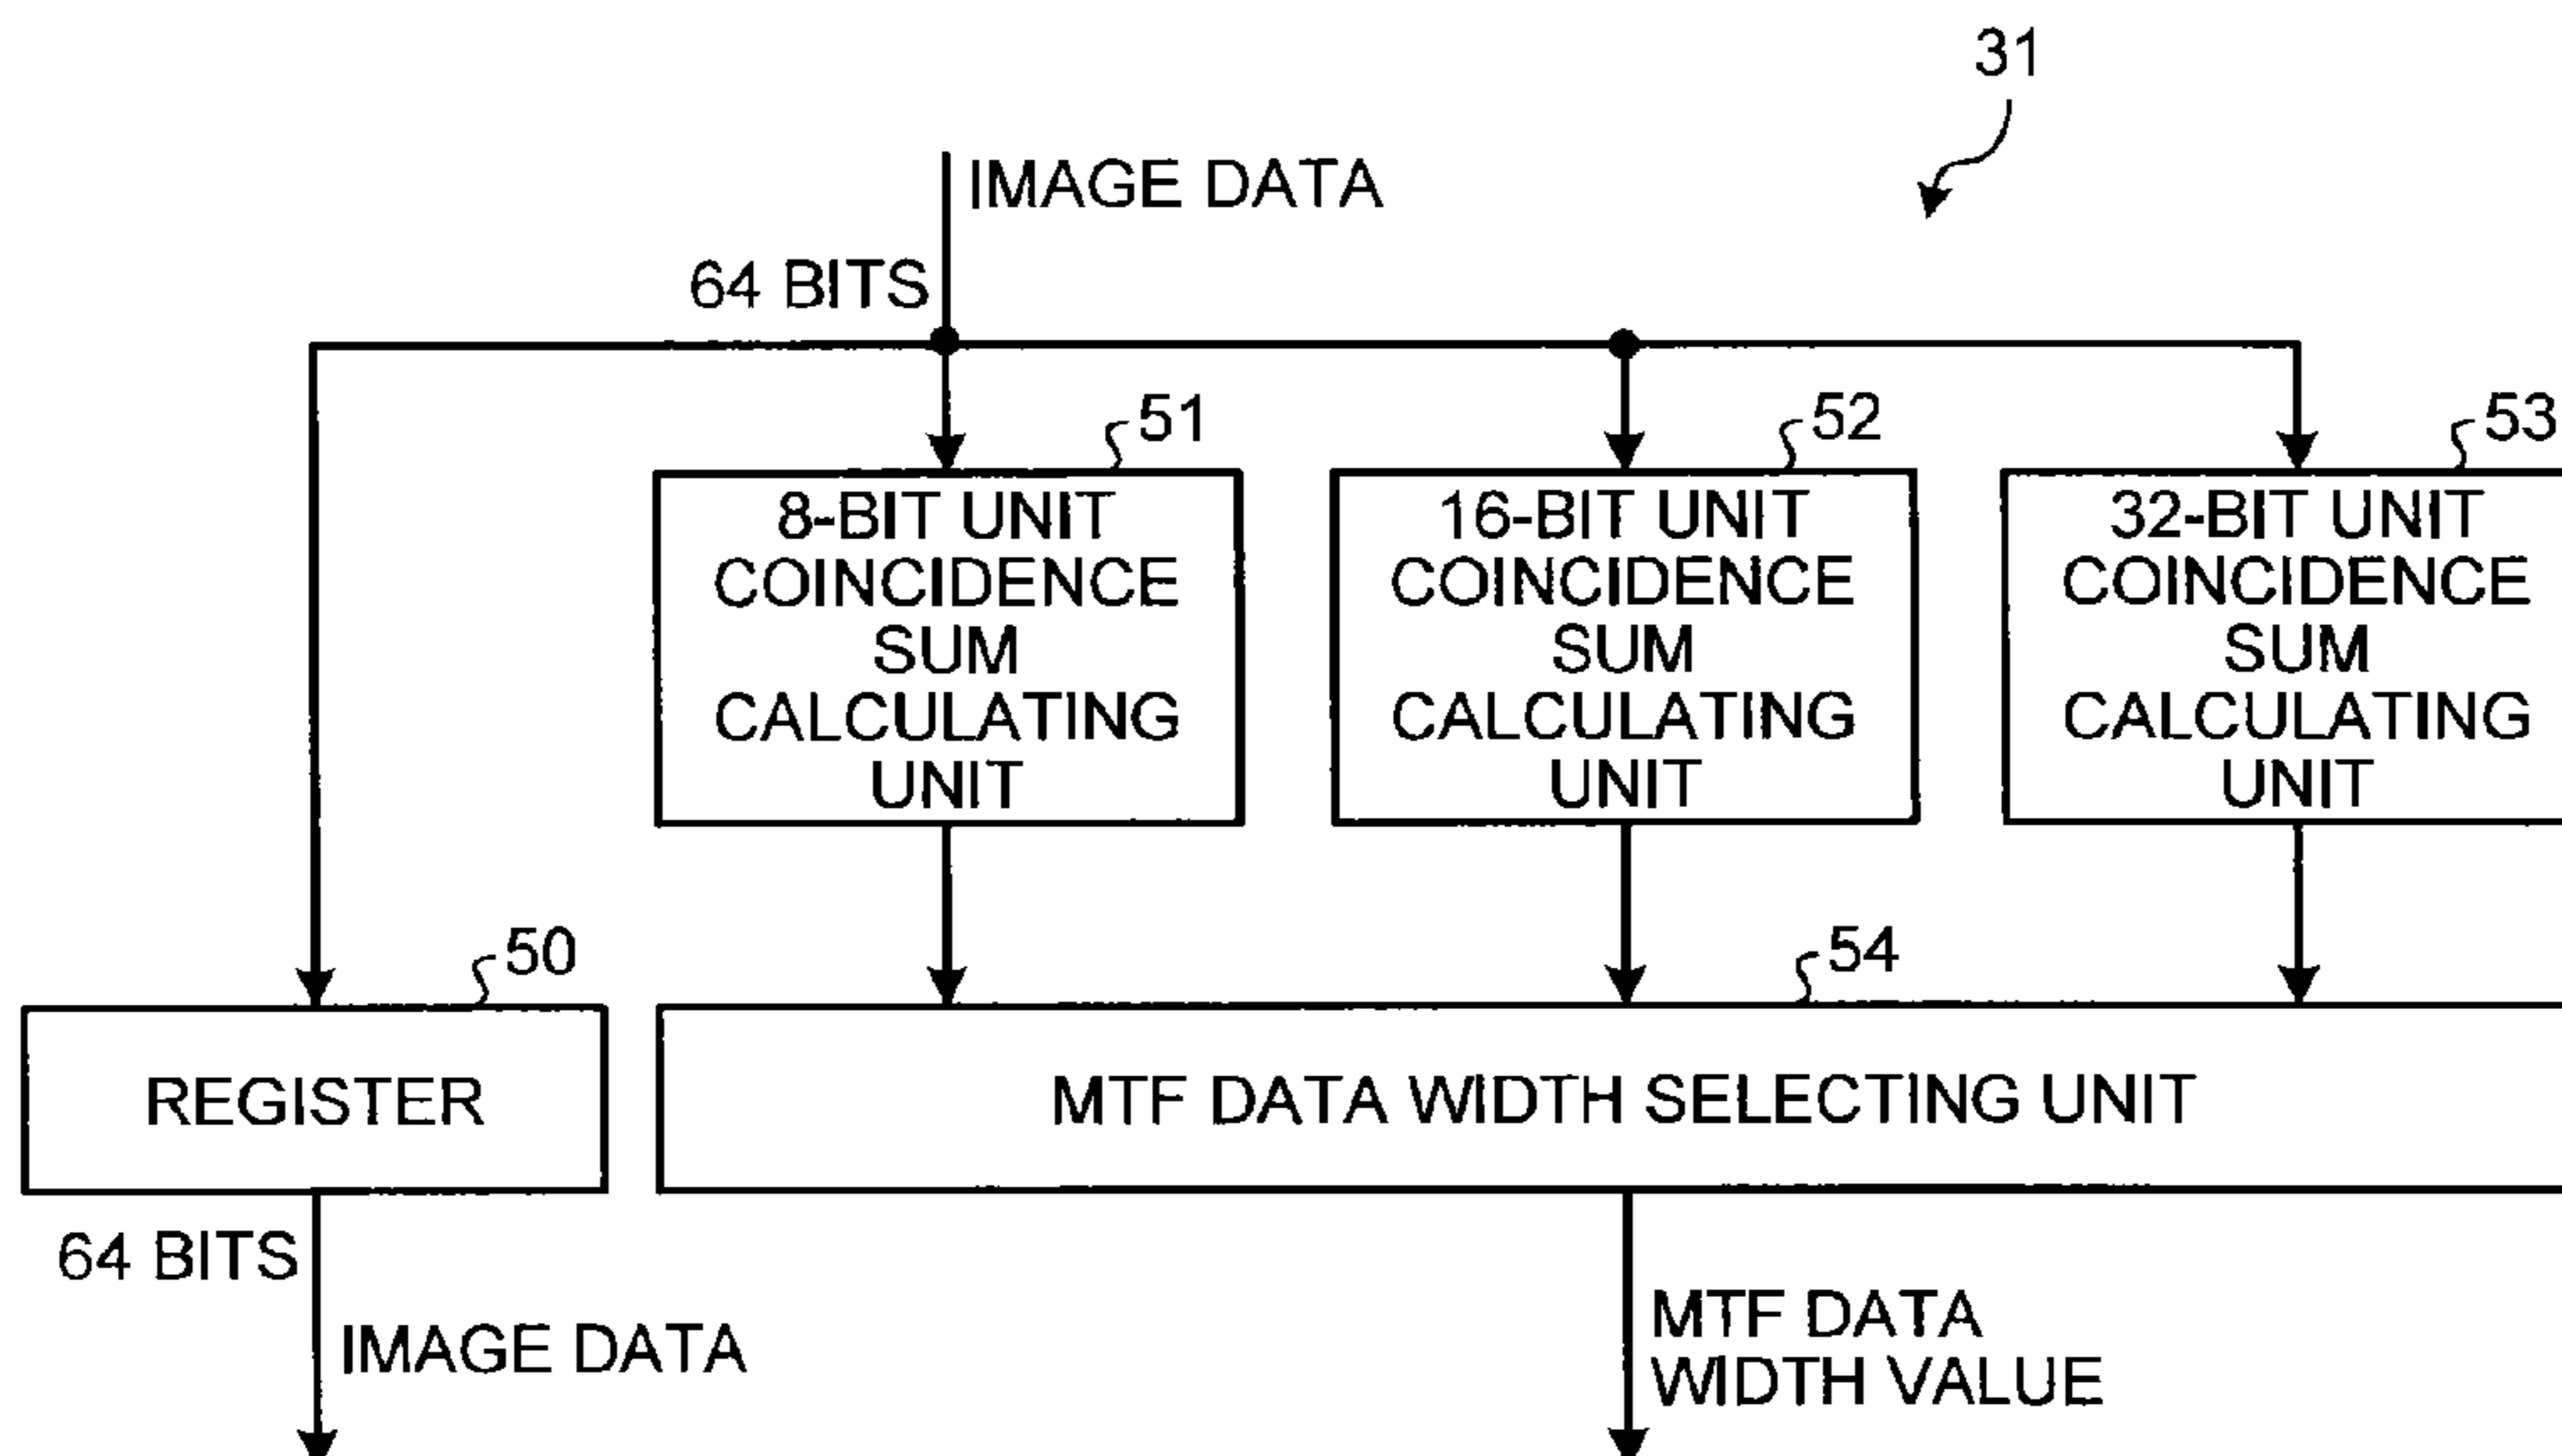 31
IMAGE DATA
64 BITS
51
52
53
8-BIT UNIT
COINCIDENCE
SUM
CALCULATING
UNIT
16-BIT UNIT
COINCIDENCE
SUM
CALCULATING
UNIT
32-BIT UNIT
COINCIDENCE
SUM
CALCULATING
UNIT
50
54
REGISTER
MTF DATA WIDTH SELECTING UNIT
64 BITS
IMAGE DATA
MTF DATA
WIDTH VALUE